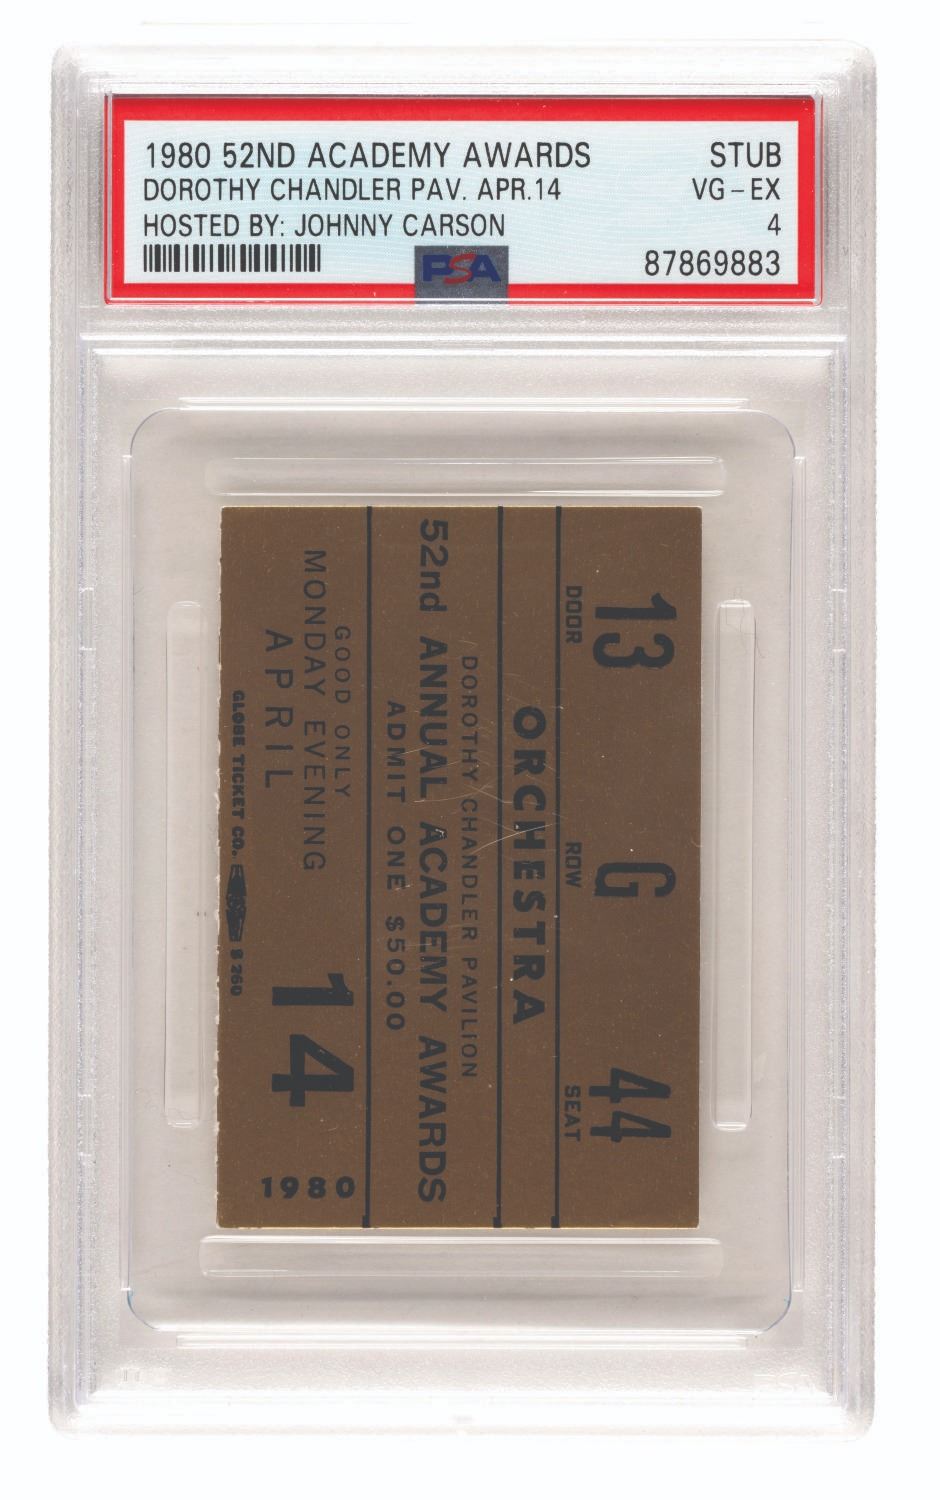 1980 52ND ACADEMY AWARDS STUB
DOROTHY CHANDLER PAV. APR.14 VG-EX
HOSTED BY: JOHNNY CARSON 4
PSA 87869883
13 G 44
DOOR ROW SEAT
ORCHESTRA
DOROTHY CHANDLER PAVILION
52nd ANNUAL ACADEMY AWARDS
ADMIT ONE $50.00
GOOD ONLY
MONDAY EVENING
APRIL 14 1980
GLOBE TICKET CO. S 260